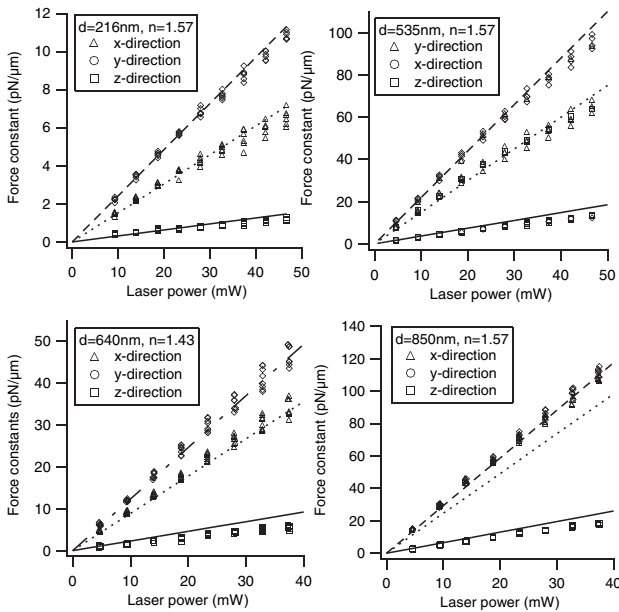 d=216nm, n=1.57
x-direction
y-direction
z-direction
Force constant (pN/μm)
12
10
8
6
4
2
0
0 10 20 30 40 50
Laser power (mW)
d=535nm, n=1.57
y-direction
x-direction
z-direction
Force constant (pN/μm)
100
80
60
40
20
0
0 10 20 30 40 50
Laser power (mW)
d=640nm, n=1.43
x-direction
y-direction
z-direction
Force constants (pN/μm)
50
40
30
20
10
0
0 10 20 30 40
Laser power (mW)
d=850nm, n=1.57
x-direction
y-direction
z-direction
Force constant (pN/μm)
140
120
100
80
60
40
20
0
0 10 20 30 40
Laser power (mW)